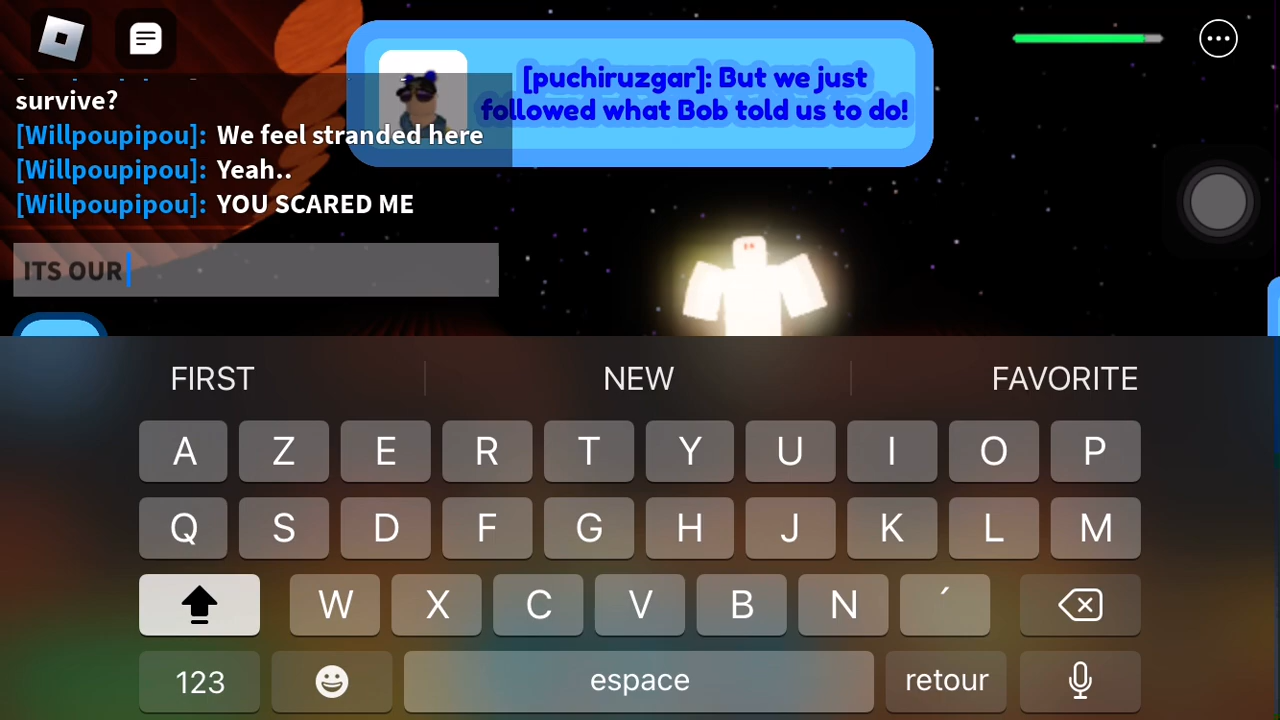 [puchiruzgar]: But we just
followed what Bob told us to do!
survive?
[Willpoupipou]: We feel stranded here
[Willpoupipou]: Yeah..
[Willpoupipou]: YOU SCARED ME
ITS OUR
FIRST NEW FAVORITE
A Z E R T Y U I O P
Q S D F G H J K L M
W X C V B N ´
123 espace retour